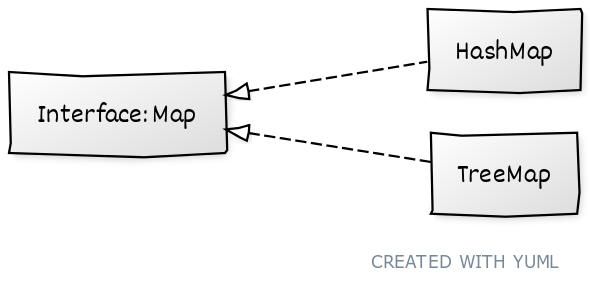 HashMap
Interface: Map
TreeMap
CREATED WITH YUML